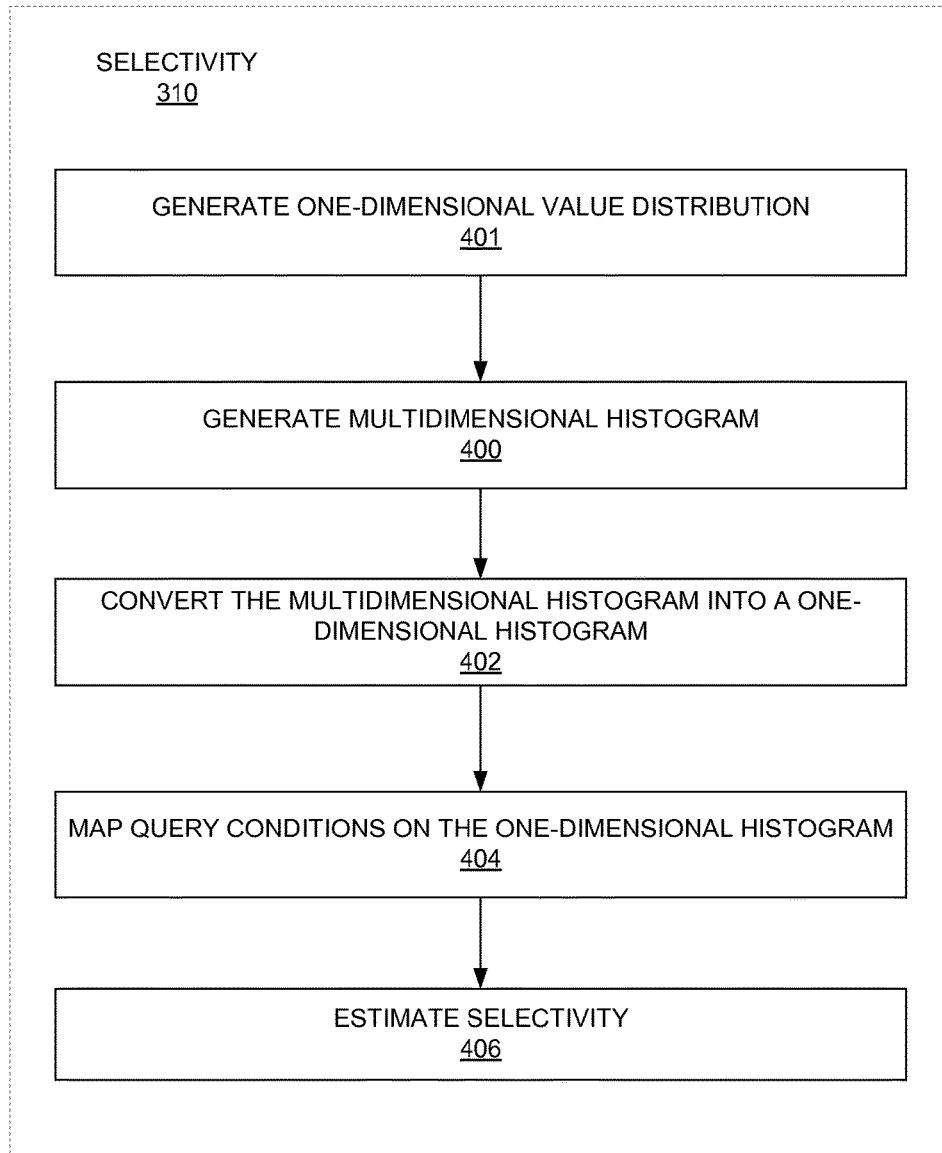 SELECTIVITY
310
GENERATE ONE-DIMENSIONAL VALUE DISTRIBUTION
401
GENERATE MULTIDIMENSIONAL HISTOGRAM
400
CONVERT THE MULTIDIMENSIONAL HISTOGRAM INTO A ONE-
DIMENSIONAL HISTOGRAM
402
MAP QUERY CONDITIONS ON THE ONE-DIMENSIONAL HISTOGRAM
404
ESTIMATE SELECTIVITY
406